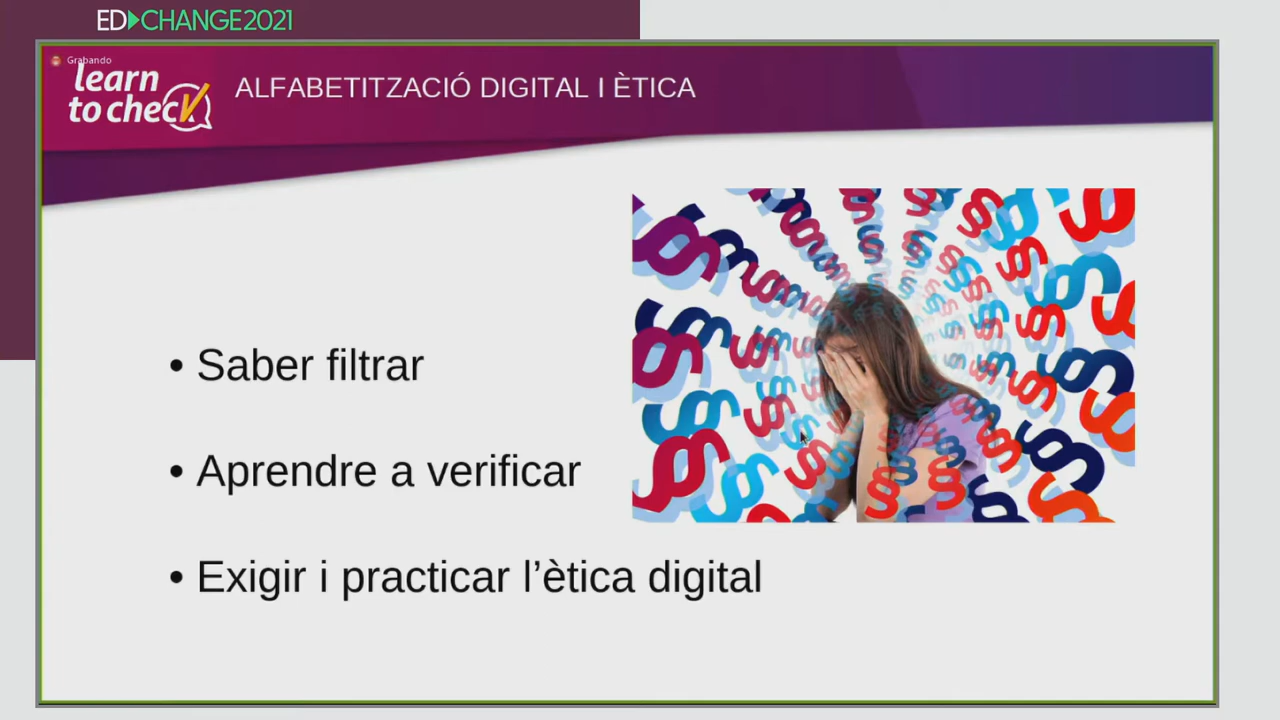 ED CHANGE2021
Grabando
learn
to check
ALFABETITZACIÓ DIGITAL I ÈTICA
• Saber filtrar
• Aprendre a verificar
• Exigir i practicar l’ètica digital